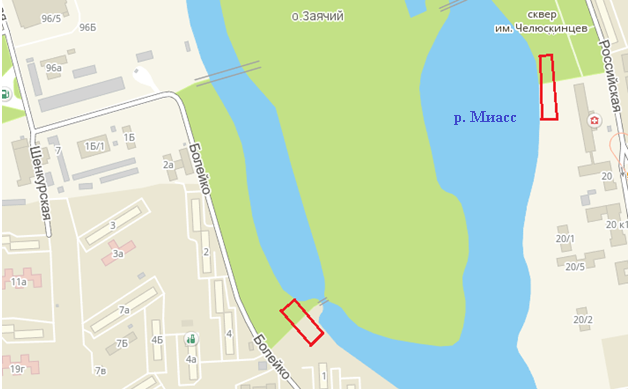 96/5
96Б
о.Заячий
сквер
им. Челюскинцев
96а
Российская
р. Миасс
Шенкурская
7
1Б/1
1Б
2а
Болейко
20
20 к1
3
3а
2
20/1
20/5
11а
7а
4Б
4
20/2
7Б
4а
Болейко
19г
7в
1